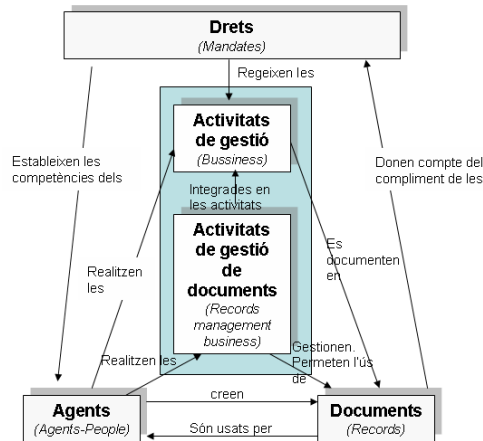 Drets
(Mandates)
Regeixen les
Activitats
de gestió
(Bussiness)
Estableixen les
competències dels
Donen compte del
compliment de les
Integrades en
les activitats
Activitats
de gestió
de
documents
(Records
management
business)
Es
documenten
en
Realitzen
les
Realitzen les
Gestionen.
Permeten l'ús
de
Agents
(Agents-People)
creen
Són usats per
Documents
(Records)